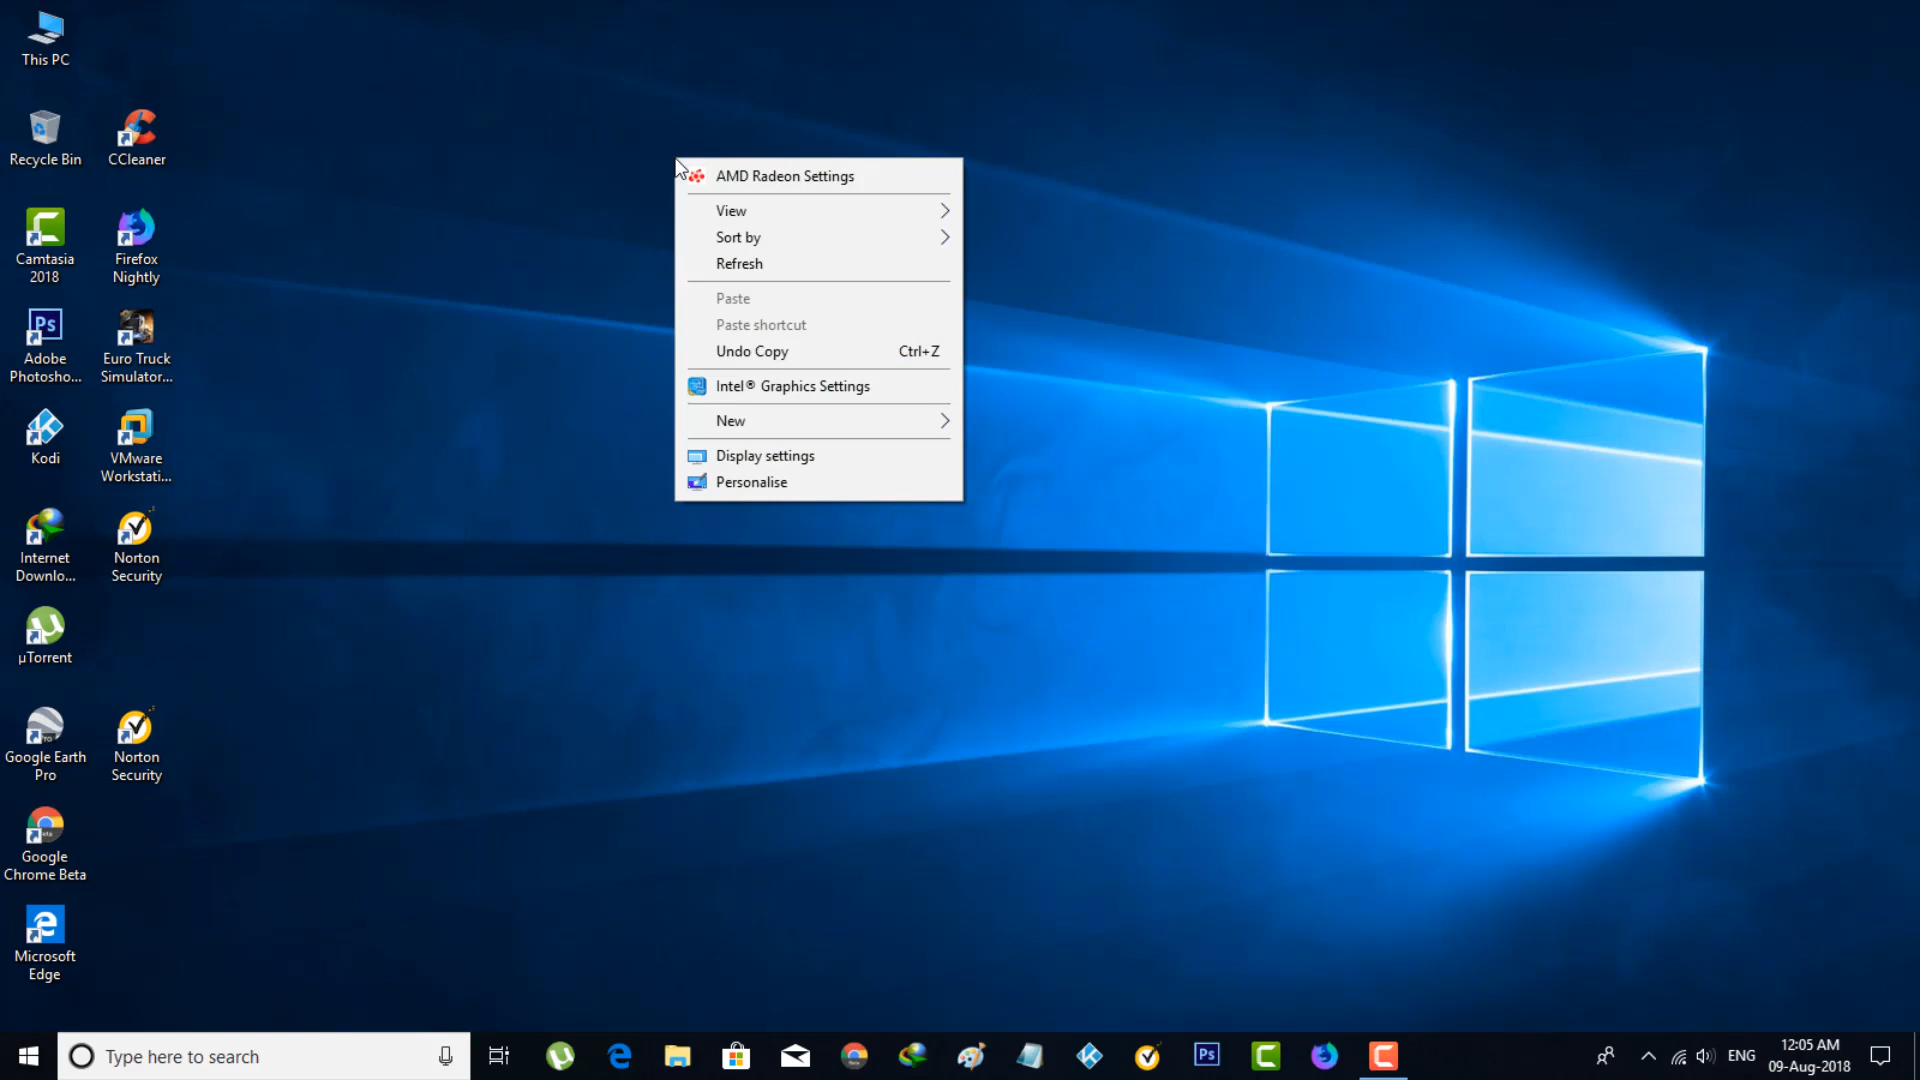 This PC
Recycle Bin
CCleaner
Camtasia
2018
Firefox
Nightly
Ps
Adobe
Photosho...
Euro Truck
Simulator...
Kodi
VMware
Workstati...
Internet
Downlo...
Norton
Security
µTorrent
Google Earth
Pro
Norton
Security
Google
Chrome Beta
Microsoft
Edge
AMD Radeon Settings
View
Sort by
Refresh
Paste
Paste shortcut
Undo Copy Ctrl+Z
Intel® Graphics Settings
New
Display settings
Personalise
Type here to search
Ps
ENG
12:05 AM
09-Aug-2018